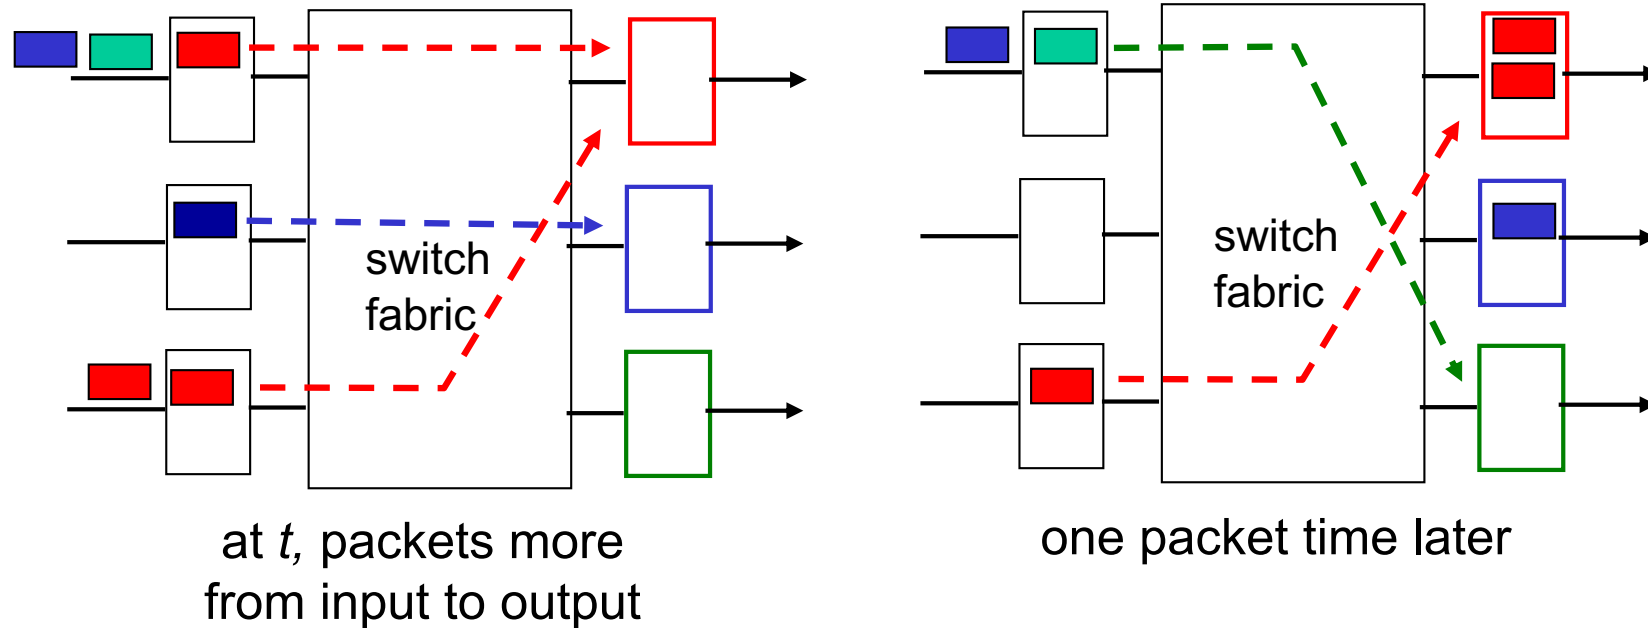 switch
fabric
at t, packets more
from input to output
switch
fabric
one packet time later